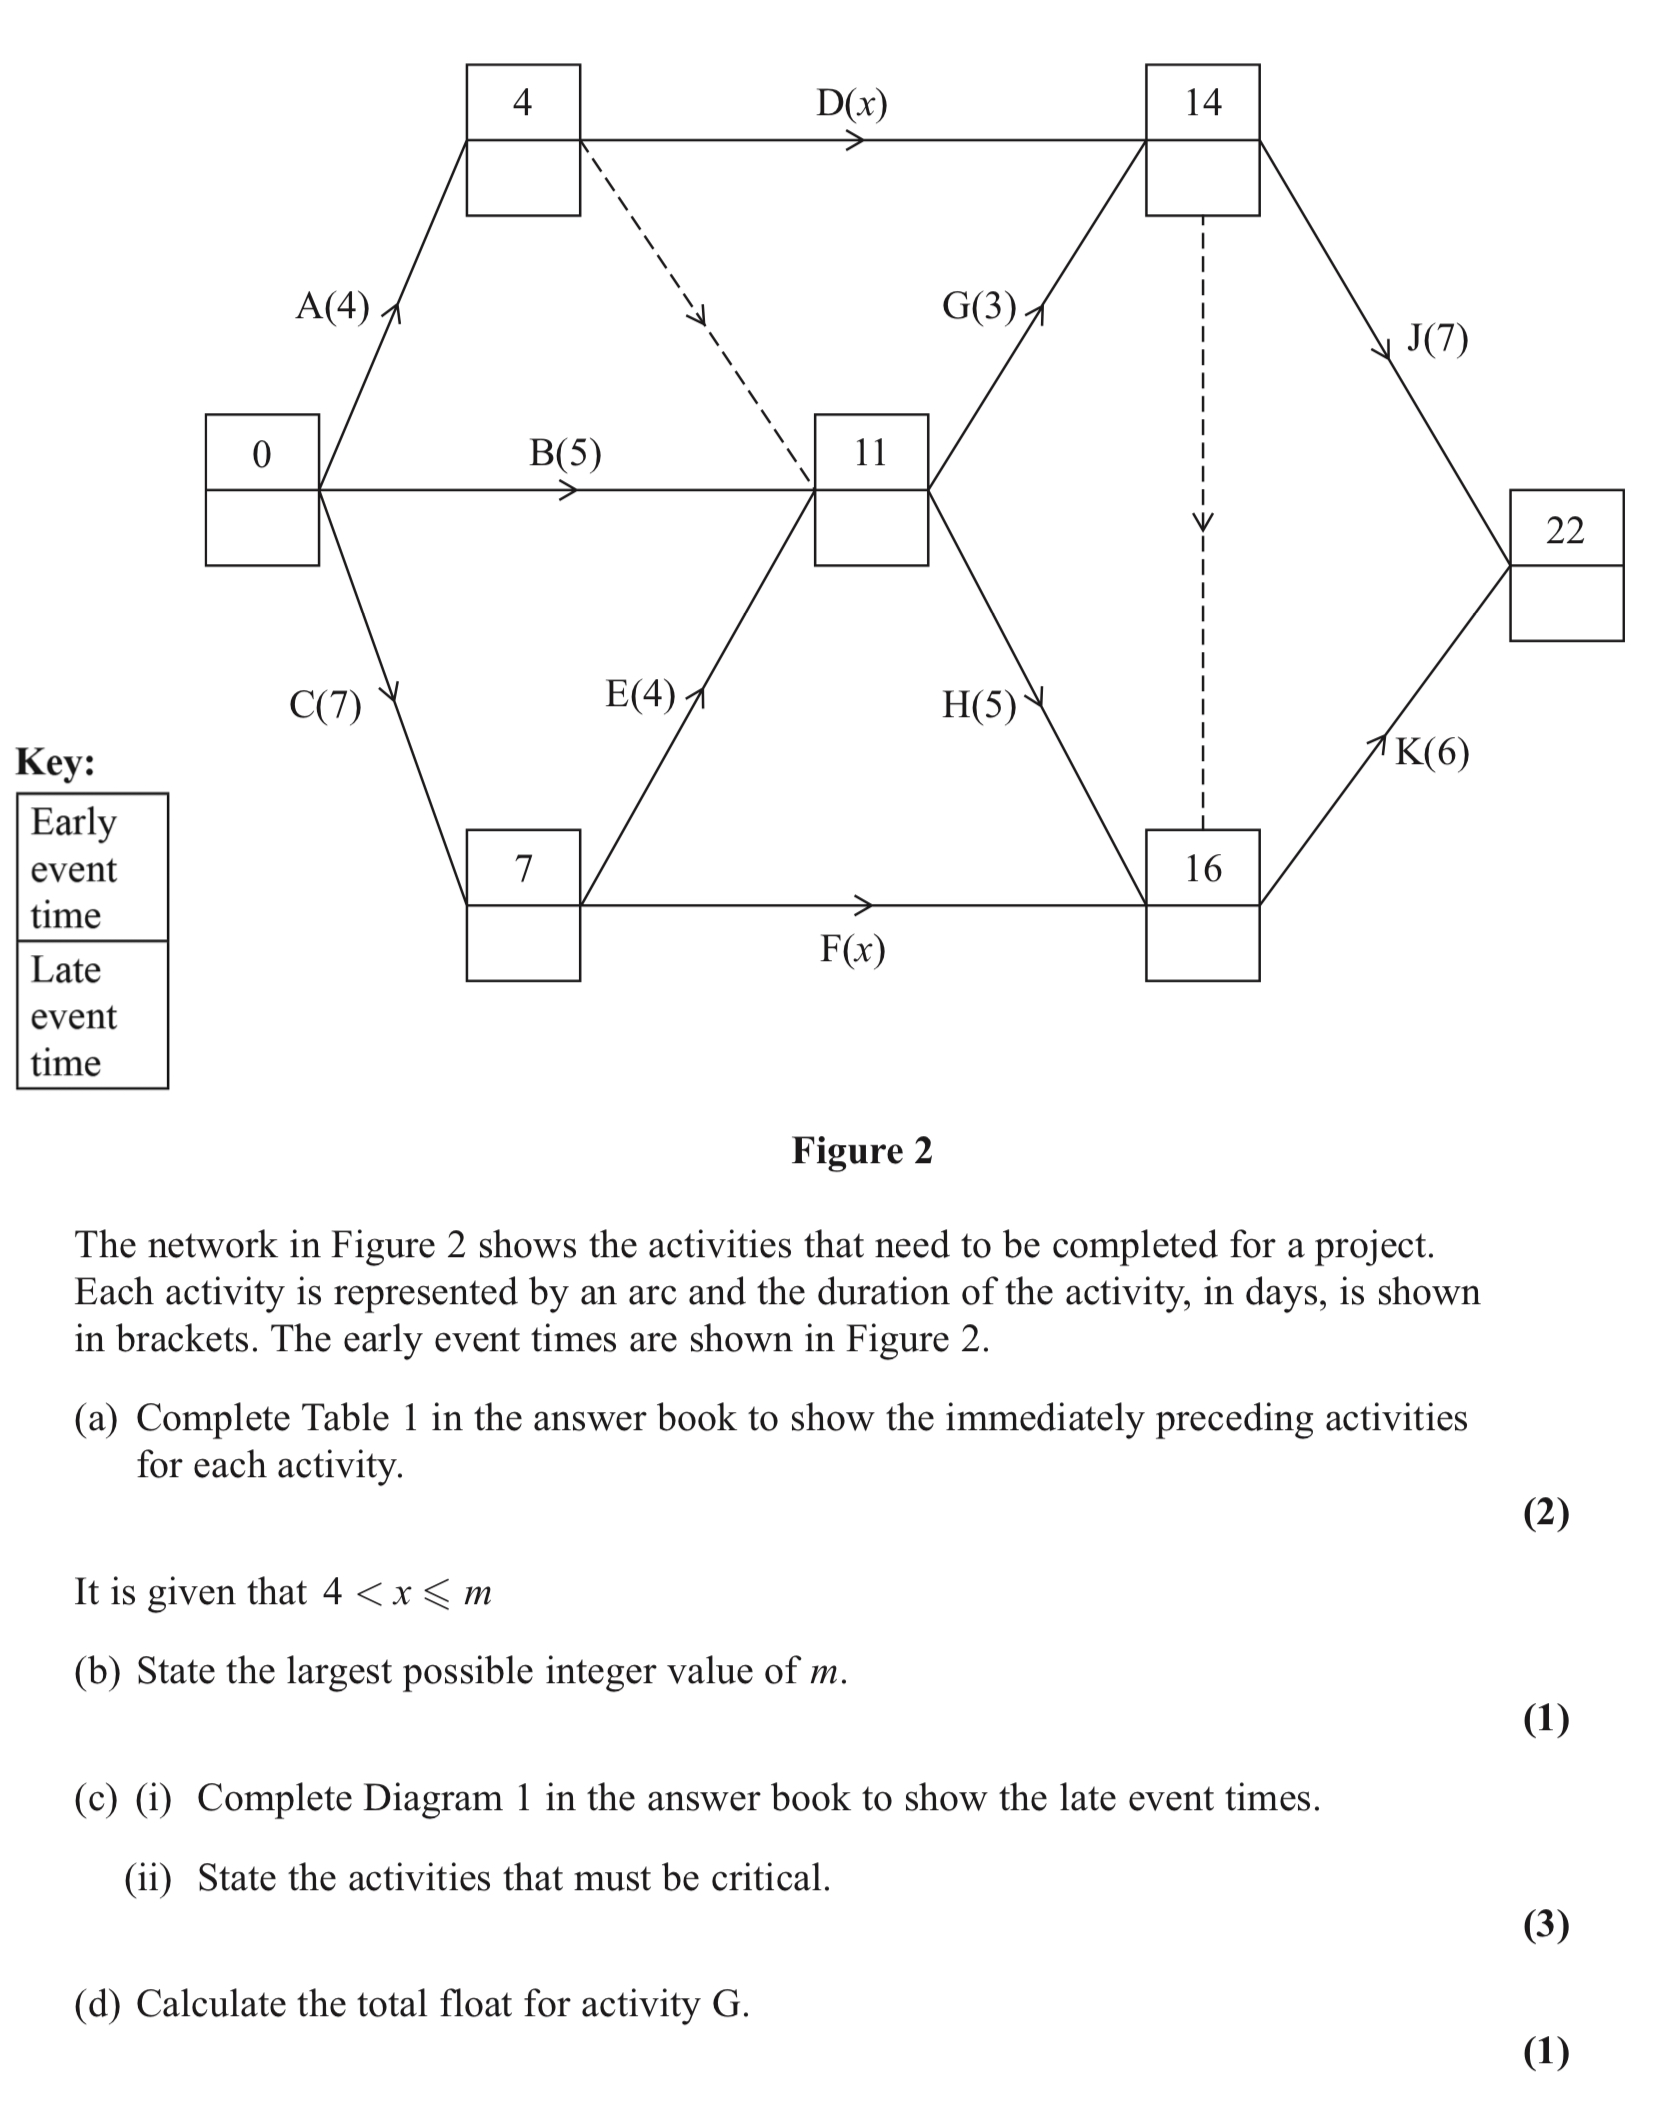 4
D(x)
14
A(4)
G(3)
J(7)
0
B(5)
11
22
C(7)
E(4)
H(5)
K(6)
Key:
Early
event
time
Late
event
time
7
16
F(x)
Figure 2
The network in Figure 2 shows the activities that need to be completed for a project.
Each activity is represented by an arc and the duration of the activity, in days, is shown
in brackets. The early event times are shown in Figure 2.
(a) Complete Table 1 in the answer book to show the immediately preceding activities
for each activity.
(2)
It is given that 4 < x ⩽ m
(b) State the largest possible integer value of m.
(1)
(c) (i) Complete Diagram 1 in the answer book to show the late event times.
(ii) State the activities that must be critical.
(3)
(d) Calculate the total float for activity G.
(1)